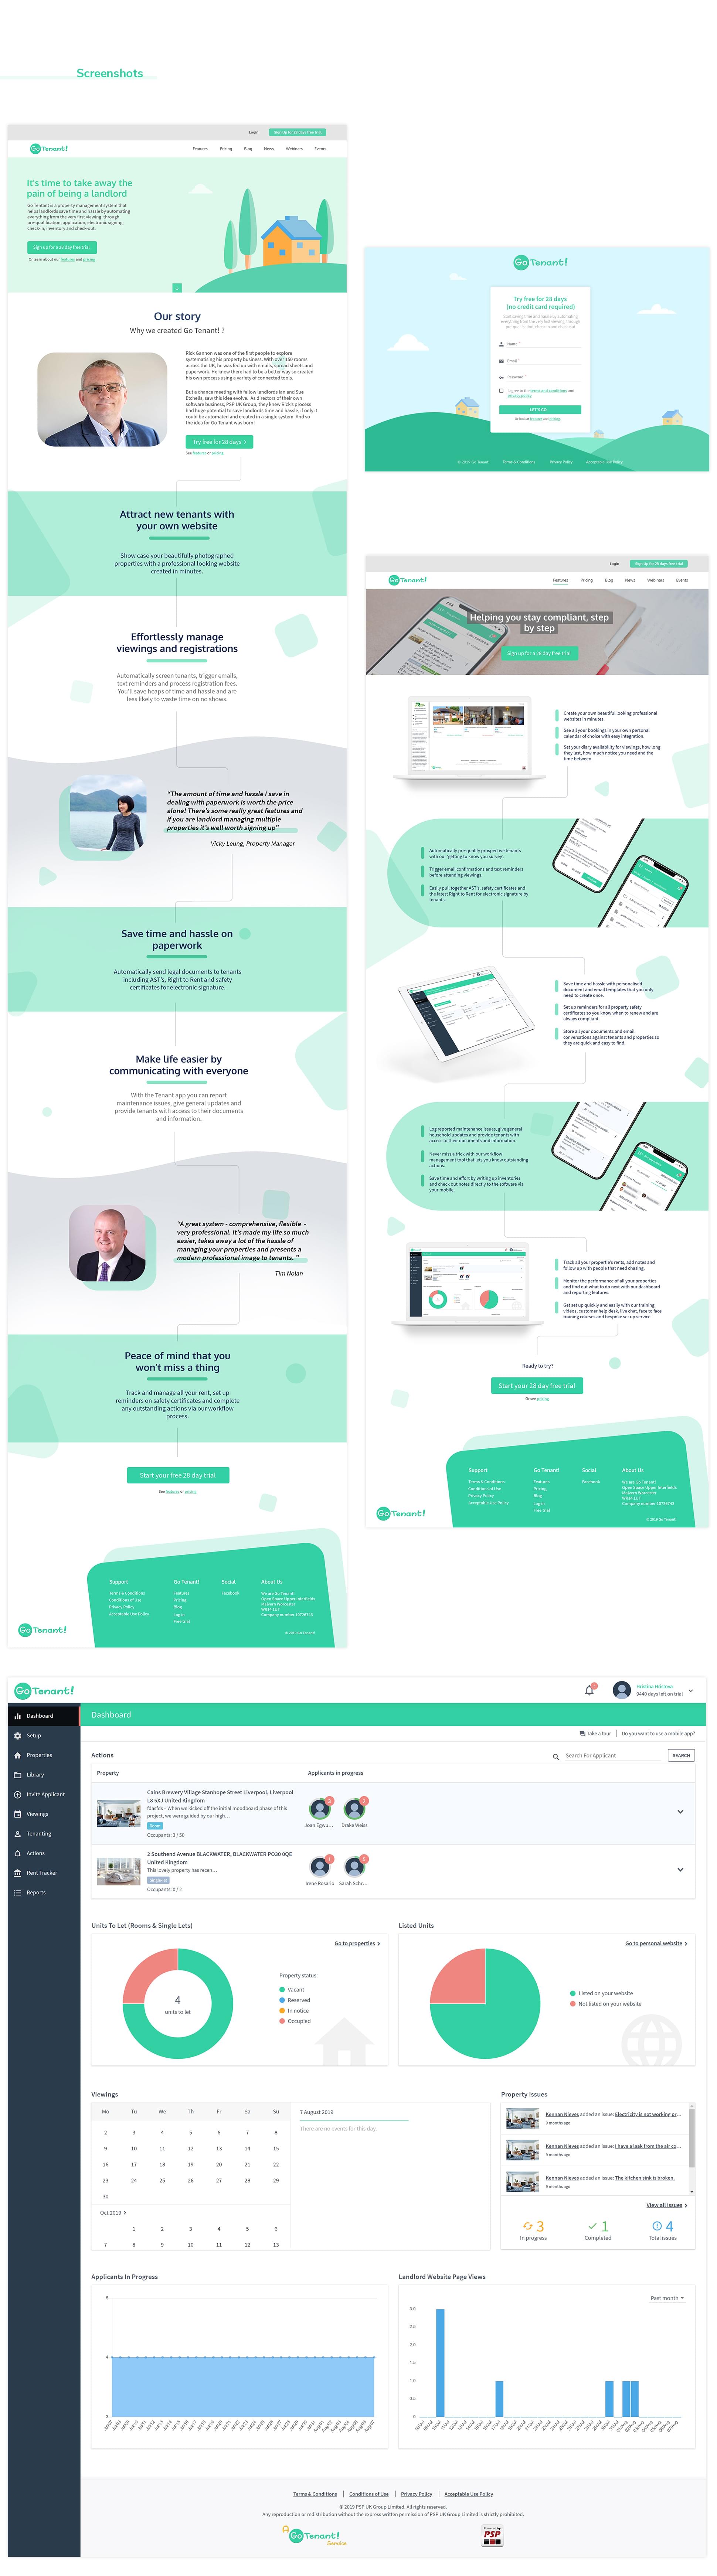 Screenshots
Login
Sign up for 28 days free trial
Go Tenant!
Features
Pricing
Blog
News
Webinars
Events
It's time to take away the
pain of being a landlord
Go Tenant is a property management system that
helps landlords save time and hassle by automating
everything from the very first viewing, through
pre-qualification, application, electronic signing,
check-in, inventory and check-out.
Sign up for a 28 day free trial
Or learn about our features and pricing
Our story
Why we created Go Tenant! ?
Rick Gannon was one of the first people to explore
systematising his property business. With over 150 rooms
across the UK, he was fed up with emails, spread sheets and
paperwork. He knew there had to be a better way so created
his own process using a variety of connected tools.
But a chance meeting with fellow landlords Ian and Sue
Etchells, saw this idea evolve. As directors of their own
software business, PSP UK Group, they knew Rick's process
had huge potential to save landlords time and hassle, if only it
could be automated and combined in a single system. And so
the idea for Go Tenant was born!
Try free for 28 days
See features or pricing
Attract new tenants with
your own website
Show case your beautifully photographed
properties with a professional looking website
created in minutes.
Effortlessly manage
viewings and registrations
Automatically screen tenants, trigger emails,
text reminders and process registration fees.
You'll save heaps of time and hassle and are
less likely to waste time on no shows.
"The amount of time and hassle I save in
dealing with paperwork is worth the price
alone! There's some really great features and
if you are landlord managing multiple
properties it's well worth signing up"
Vicky Leung, Property Manager
Save time and hassle on
paperwork
Automatically send legal documents to tenants
including AST's, Right to Rent and safety
certificates for electronic signature.
Make life easier by
communicating with everyone
With the Tenant app you can report
maintenance issues, give general updates and
provide tenants with access to their documents
and information.
"A great system - comprehensive, flexible -
very professional. It's made my life so much
easier, takes away a lot of the hassle of
managing your properties and presents a
modern professional image to tenants. "
Tim Nolan
Peace of mind that you
won't miss a thing
Track and manage all your rent, set up
reminders on safety certificates and complete
any outstanding actions via our workflow
process.
Start your free 28 day trial
See features or pricing
Support
Terms & Conditions
Conditions of Use
Privacy Policy
Acceptable Use Policy
Go Tenant!
Features
Pricing
Blog
Log in
Free trial
Social
Facebook
About Us
We are Go Tenant!
Open Space Upper Interfields
Malvern Worcester
WR14 1UT
Company number 10726743
© 2019 Go Tenant
Go Tenant!
Go Tenant!
Try free for 28 days
(no credit card required)
Start saving time and hassle by automating
everything from the very first viewing, through
pre-qualification, check-in and check-out
Name *
Email *
Password *
I agree to the terms and conditions and
privacy policy
LET'S GO
© 2019 Go Tenant!
Terms & Conditions
Privacy Policy
Acceptable Use Policy
Login
Sign Up for 28 days free trial
Go Tenant!
Features
Pricing
Blog
News
Webinars
Events
Helping you stay compliant, step
by step
Sign up for a 28 day free trial
Create your own beautiful looking professional
websites in minutes.
See all your bookings in your own personal
calendar of choice with easy integration.
Set your diary availability for viewings, how long
they last, how much notice you need and the
time between.
Automatically pre-qualify prospective tenants
with our 'getting to know you survey'.
Trigger email confirmations and text reminders
before attending viewings.
Easily pull together AST's, safety certificates and
the latest Right to Rent for electronic signature by
tenants.
Save time and hassle with personalised
document and email templates that you only
need to create once.
Set up reminders for all property safety
certificates so you know when to renew and are
always compliant.
Store all your documents and email
conversations against tenants and properties so
they are quick and easy to find.
Log reported maintenance issues, give general
household updates and provide tenants with
access to their documents and information.
Never miss a trick with our workflow
management tool that lets you know outstanding
actions.
Save time and effort by writing up inventories
and check out notes directly to the software via
your mobile.
Track all your propertie's rents, add notes and
follow up with people that need chasing.
Monitor the performance of all your properties
and find out what to do next with our dashboard
and reporting features.
Get set up quickly and easily with our training
videos, customer help desk, live chat, face to face
training courses and bespoke set up service.
Ready to try?
Start your 28 day free trial
Or see pricing
Support
Terms & Conditions
Conditions of Use
Privacy Policy
Acceptable Use Policy
Go Tenant!
Features
Pricing
Blog
Log in
Free trial
Social
Facebook
About Us
We are Go Tenant!
Open Space Upper Interfields
Malvern Worcester
WR14 1UT
Company number 10726743
© 2019 Go Tenant
Go Tenant!
Go Tenant!
Hristina Hristova
9440 days left on trial
Dashboard
Setup
Properties
Library
Invite Applicant
Viewings
Tenanting
Actions
Rent Tracker
Reports
Dashboard
Take a tour
Do you want to use a mobile app?
Actions
Search For Applicant
SEARCH
Property
Applicants in progress
Cains Brewery Village Stanhope Street Liverpool, Liverpool
L8 5XJ United Kingdom
fdasfds – When we kicked off the initial moodboard phase of this
project, we were guided by our high…
Room
Occupants: 3 / 50
Joan Egwu…
Drake Weiss
2 Southend Avenue BLACKWATER, BLACKWATER PO30 0QE
United Kingdom
This lovely property has recen…
Single let
Occupants: 0 / 2
Irene Rosario
Sarah Schr…
Units To Let (Rooms & Single Lets)
Go to properties
4
units to let
Property status:
Vacant
Reserved
In notice
Occupied
Listed Units
Go to personal website
Listed on your website
Not listed on your website
Viewings
Mo Tu We Th Fr Sa Su
2 3 4 5 6 7 8
9 10 11 12 13 14 15
16 17 18 19 20 21 22
23 24 25 26 27 28 29
30
Oct 2019
1 2 3 4 5 6
7 8 9 10 11 12 13
7 August 2019
There are no events for this day.
Property Issues
Kennan Nieves added an issue: Electricity is not working pr…
9 months ago
Kennan Nieves added an issue: I have a leak from the air co…
9 months ago
Kennan Nieves added an issue: The kitchen sink is broken.
9 months ago
View all issues
3
In progress
1
Completed
4
Total issues
Applicants In Progress
5
4
3
Landlord Website Page Views
Past month
3.0
2.5
2.0
1.5
1.0
0.5
0
Terms & Conditions
Conditions of Use
Privacy Policy
Acceptable Use Policy
© 2019 PSP UK Group Limited. All rights reserved.
Any reproduction or redistribution without the express written permission of PSP UK Group Limited is strictly prohibited.
A
Go Tenant!
Service
Powered by
PSP